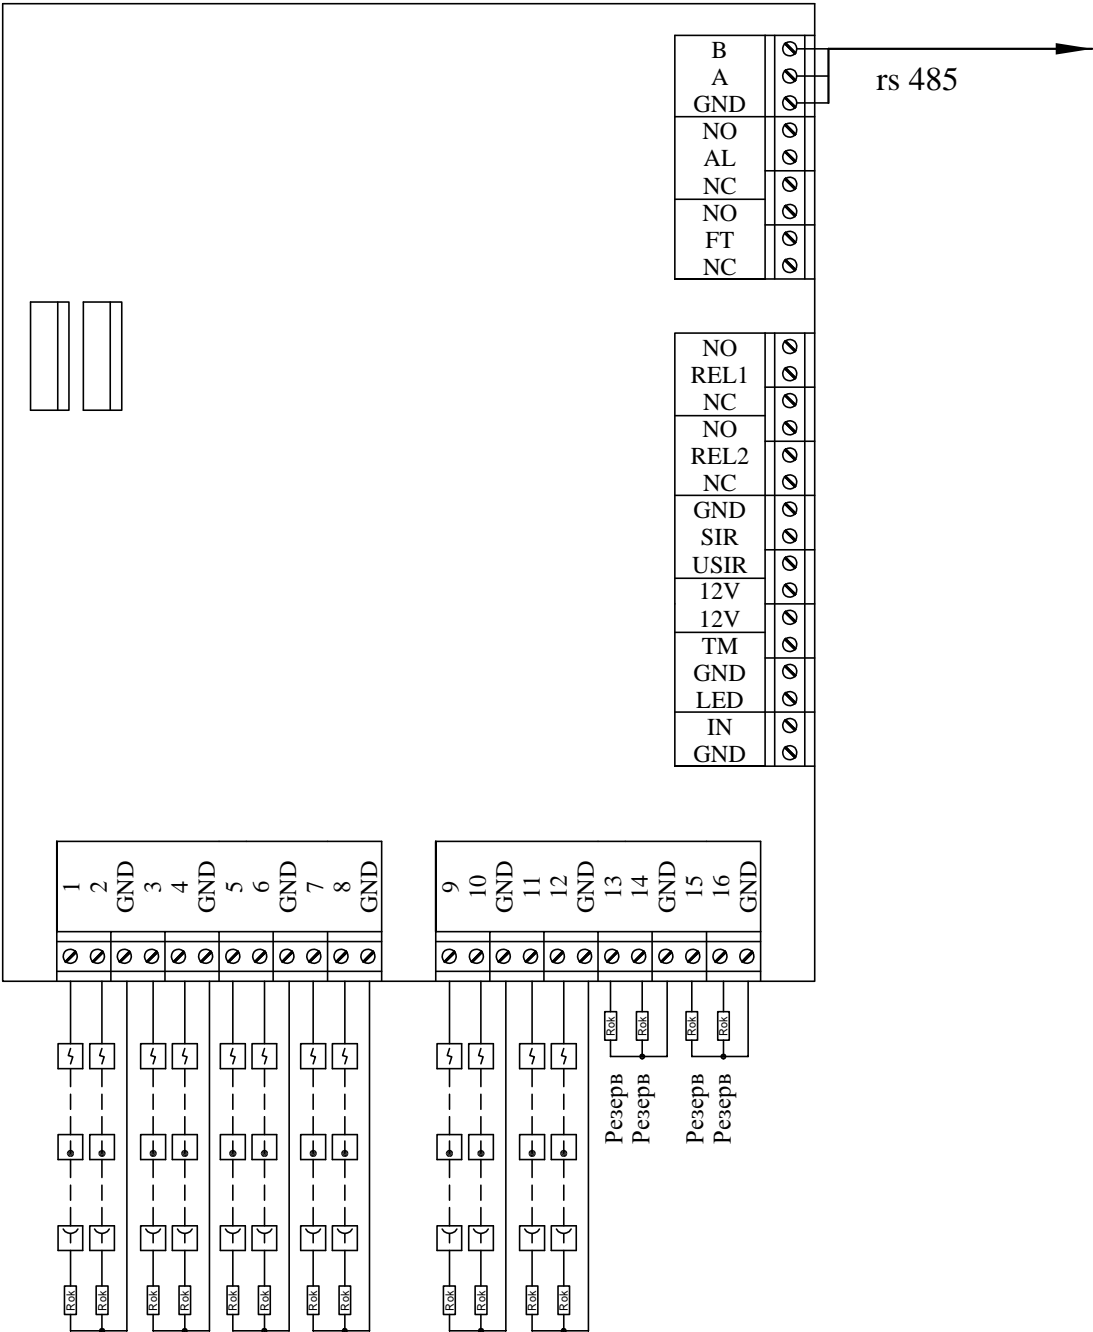 B
A
GND
NO
AL
NC
NO
FT
NC
rs 485
NO
REL1
NC
NO
REL2
NC
GND
SIR
USIR
12V
12V
TM
GND
LED
IN
GND
1
2
GND
3
4
GND
5
6
GND
7
8
GND
9
10
GND
11
12
GND
13
14
GND
15
16
GND
Rok
Rok
Rok
Rok
Резерв
Резерв
Резерв
Резерв
Rok
Rok
Rok
Rok
Rok
Rok
Rok
Rok
Rok
Rok
Rok
Rok